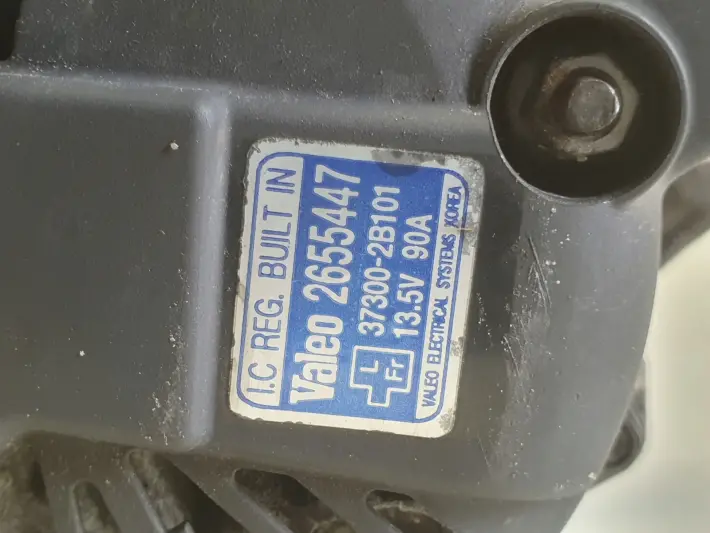 I.C REG. BUILT IN
Valeo 2655447
L
Fr
37300-2B101
13.5V 90A
VALEO ELECTRICAL SYSTEMS KOREA